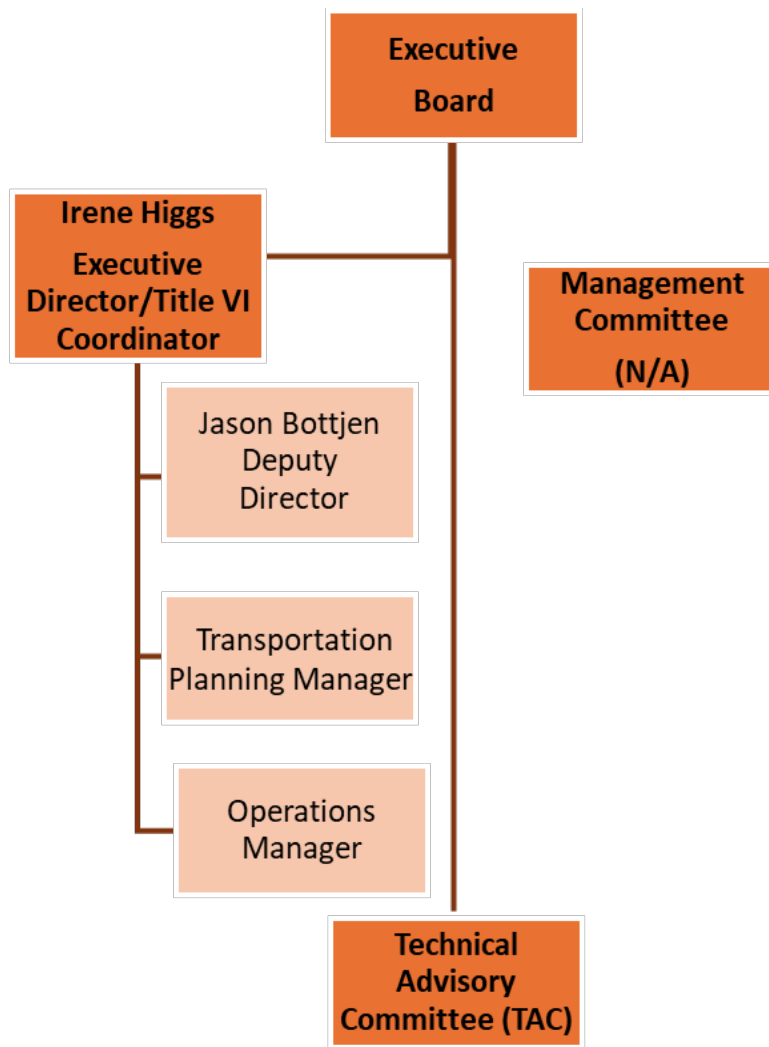 Executive
Board
Irene Higgs
Executive
Director/Title VI
Coordinator
Management
Committee
(N/A)
Jason Bottjen
Deputy
Director
Transportation
Planning Manager
Operations
Manager
Technical
Advisory
Committee (TAC)